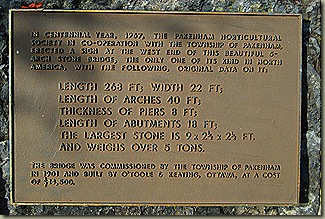 IN CENTENNIAL YEAR, 1967, THE PAKENHAM HORTICULTURAL
SOCIETY IN CO-OPERATION WITH THE TOWNSHIP OF PAKENHAM,
ERECTED A SIGN AT THE WEST END OF THIS BEAUTIFUL 5-
ARCH STONE BRIDGE, THE ONLY ONE OF ITS KIND IN NORTH
AMERICA, WITH THE FOLLOWING, ORIGINAL DATA ON IT:
LENGTH 268 FT; WIDTH 22 FT;
LENGTH OF ARCHES 40 FT;
THICKNESS OF PIERS 8 FT;
LENGTH OF ABUTMENTS 18 FT;
THE LARGEST STONE IS 9 x 2½ x 2½ FT.
AND WEIGHS OVER 5 TONS.
THE BRIDGE WAS COMMISSIONED BY THE TOWNSHIP OF PAKENHAM
IN 1901 AND BUILT BY O'TOOLE & KEATING, OTTAWA, AT A COST
OF $14,500.